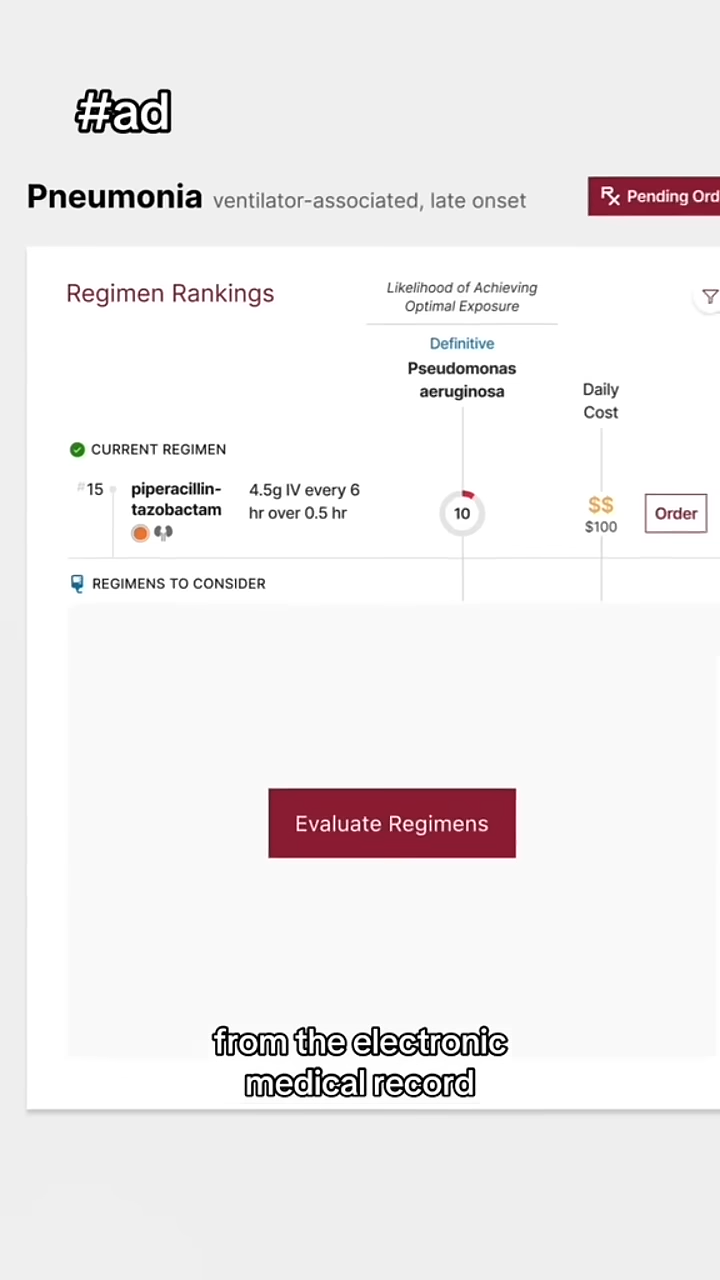 #ad
Pneumonia ventilator-associated, late onset
Rx Pending Ord
Regimen Rankings
Likelihood of Achieving
Optimal Exposure
Definitive
Pseudomonas
aeruginosa
Daily
Cost
CURRENT REGIMEN
#15
piperacillin-
tazobactam
4.5g IV every 6
hr over 0.5 hr
10
$$
$100
Order
REGIMENS TO CONSIDER
Evaluate Regimens
from the electronic
medical record